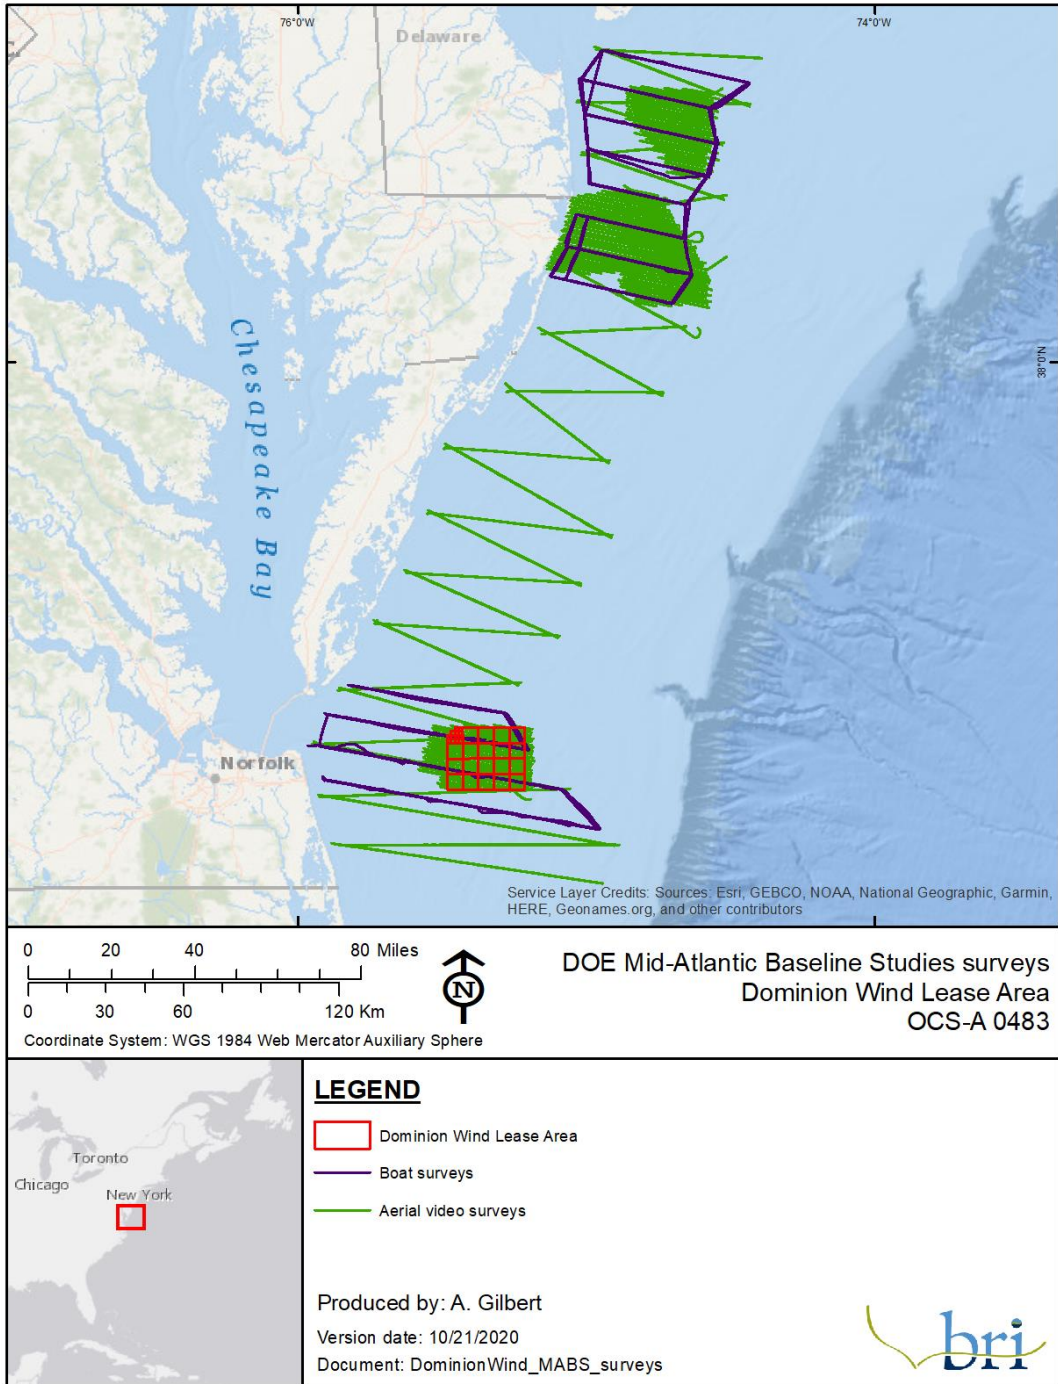 76°0'W
74°0'W
Delaware
38°0'N
Chesapeake Bay
Norfolk
Service Layer Credits: Sources: Esri, GEBCO, NOAA, National Geographic, Garmin,
HERE, Geonames.org, and other contributors
0 20 40 80 Miles
0 30 60 120 Km
Coordinate System: WGS 1984 Web Mercator Auxiliary Sphere
N
DOE Mid-Atlantic Baseline Studies surveys
Dominion Wind Lease Area
OCS-A 0483
Toronto
Chicago
New York
LEGEND
Dominion Wind Lease Area
Boat surveys
Aerial video surveys
Produced by: A. Gilbert
Version date: 10/21/2020
Document: DominionWind_MABS_surveys
bri